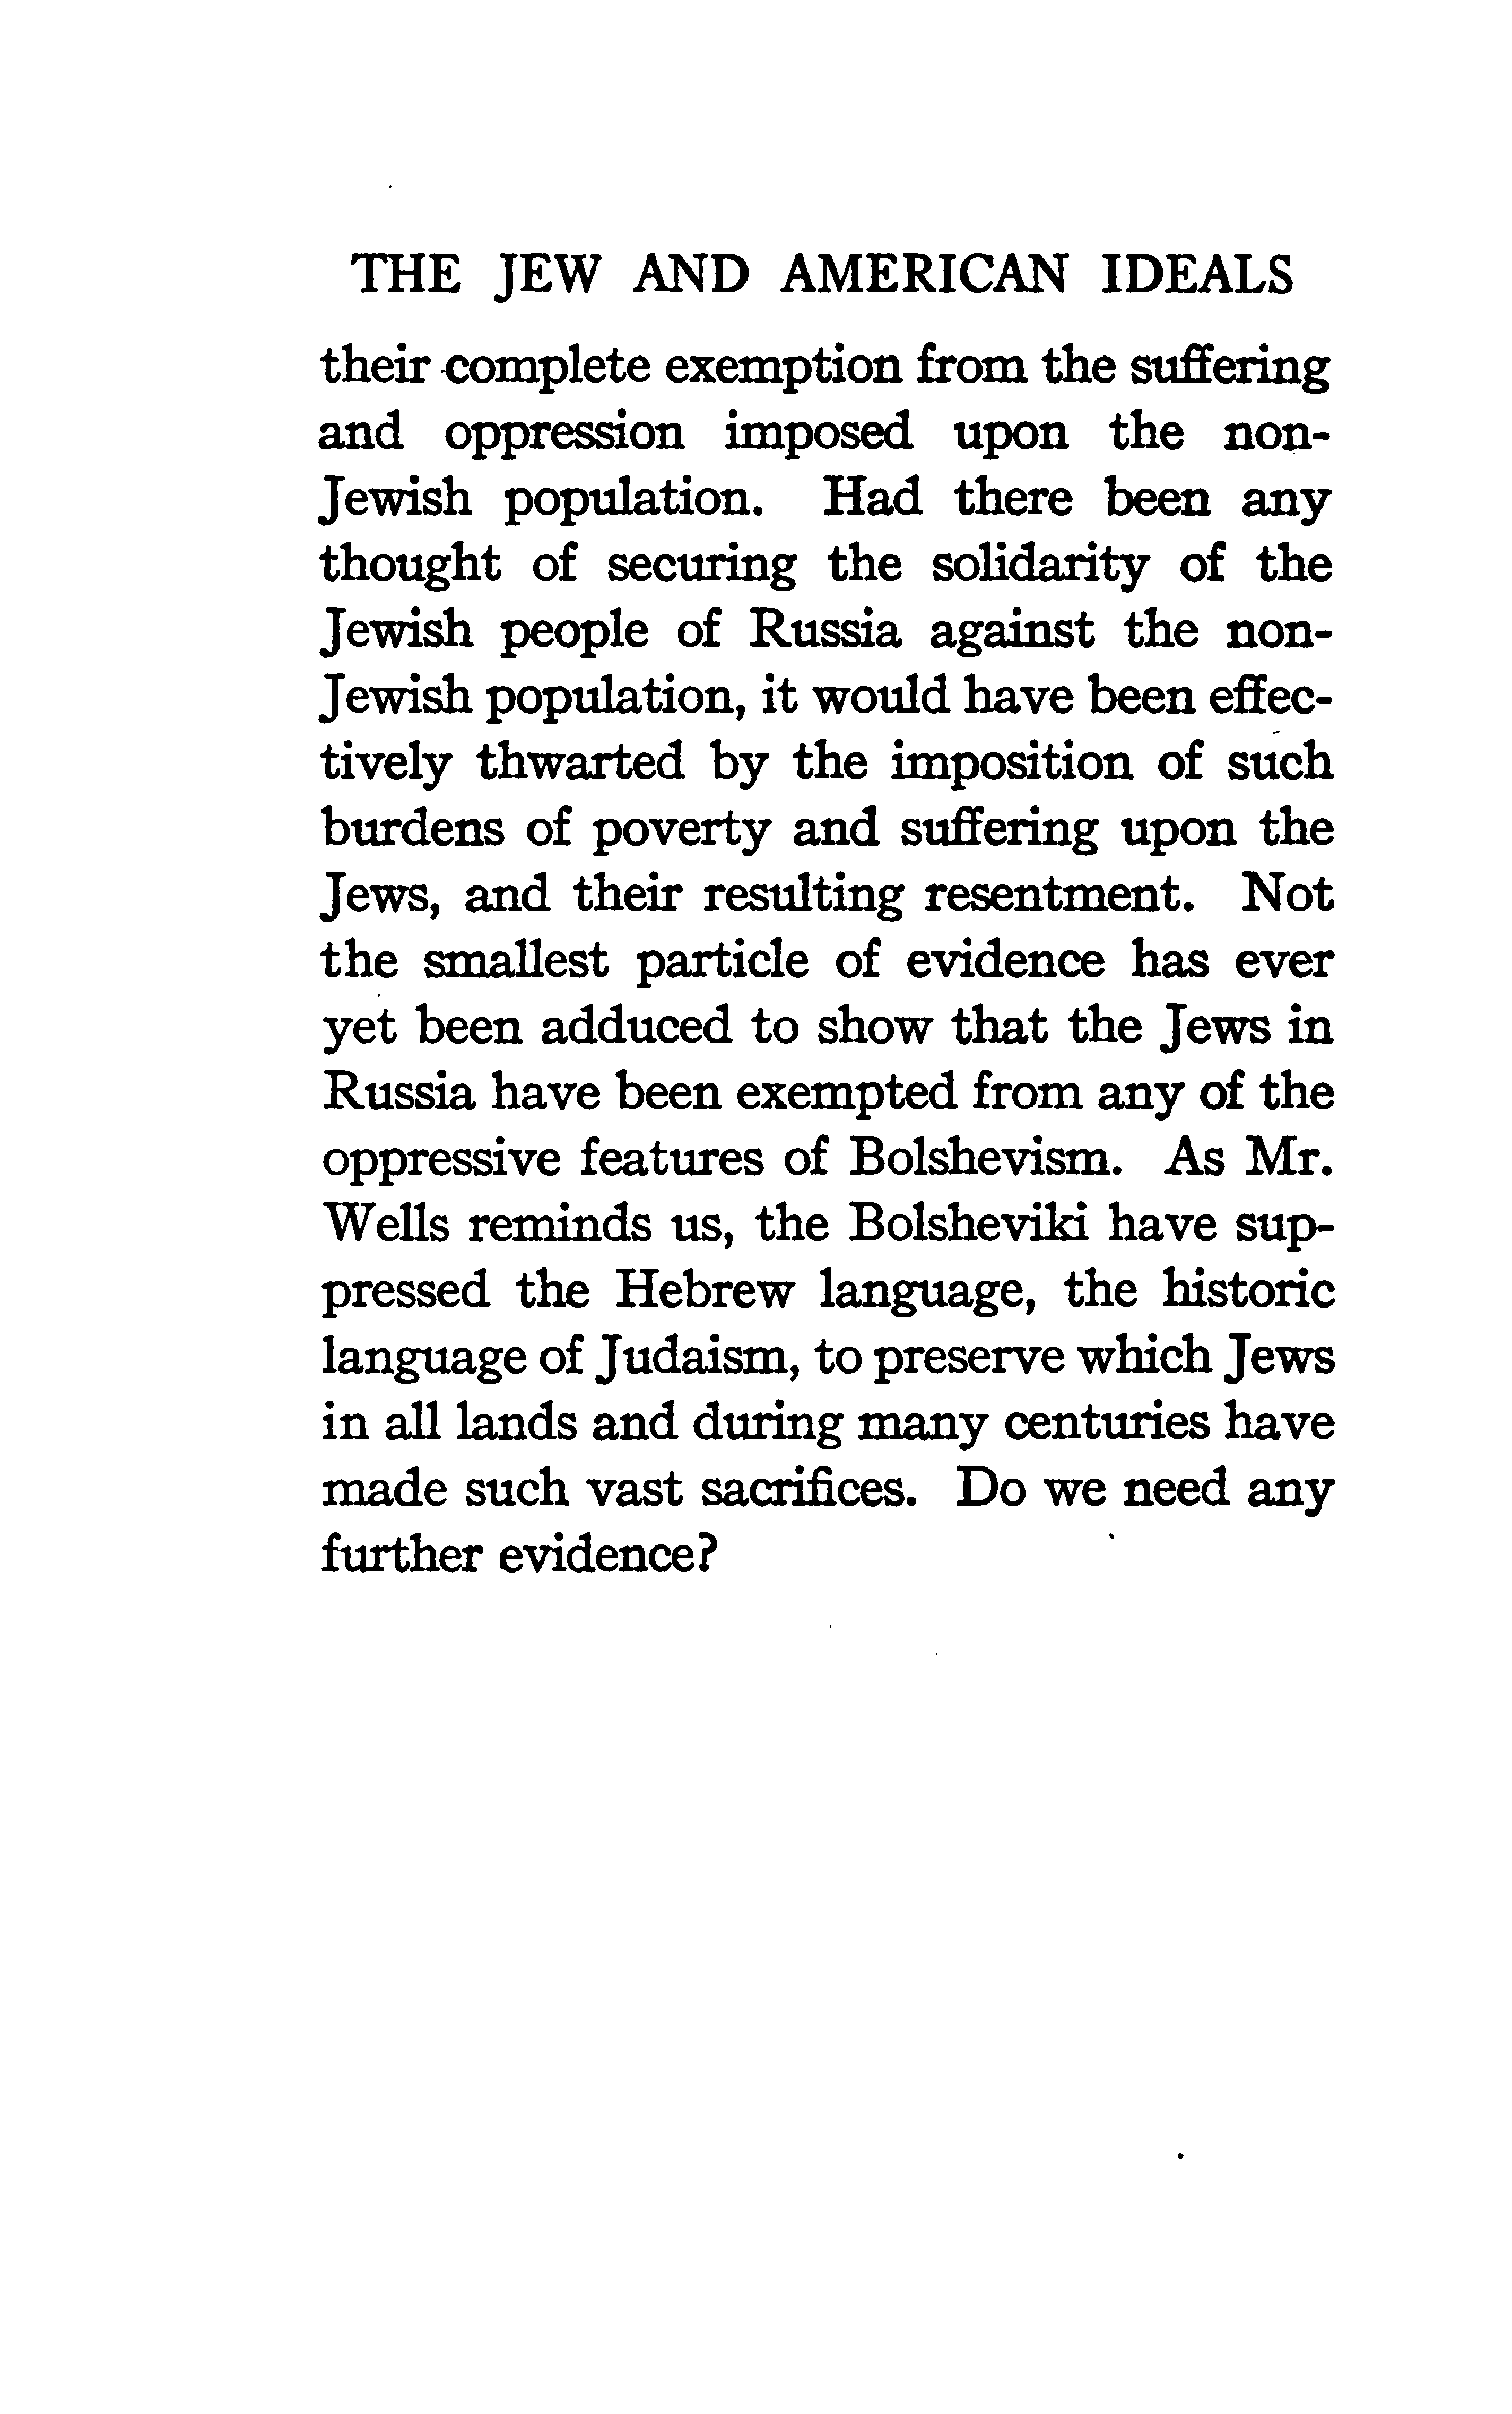 THE JEW AND AMERICAN IDEALS
their complete exemption from the suffering
and oppression imposed upon the non-
Jewish population. Had there been any
thought of securing the solidarity of the
Jewish people of Russia against the non-
Jewish population, it would have been effec-
tively thwarted by the imposition of such
burdens of poverty and suffering upon the
Jews, and their resulting resentment. Not
the smallest particle of evidence has ever
yet been adduced to show that the Jews in
Russia have been exempted from any of the
oppressive features of Bolshevism. As Mr.
Wells reminds us, the Bolsheviki have sup-
pressed the Hebrew language, the historic
language of Judaism, to preserve which Jews
in all lands and during many centuries have
made such vast sacrifices. Do we need any
further evidence?